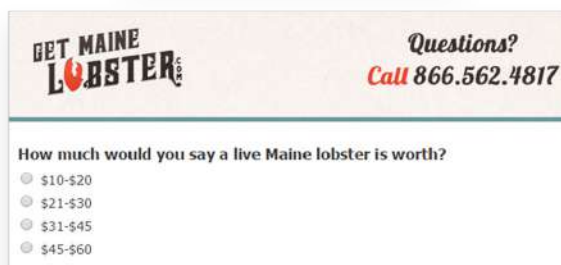 GET MAINE
LOBSTER.COM
Questions?
Call 866.562.4817
How much would you say a live Maine lobster is worth?
$10-$20
$21-$30
$31-$45
$45-$60